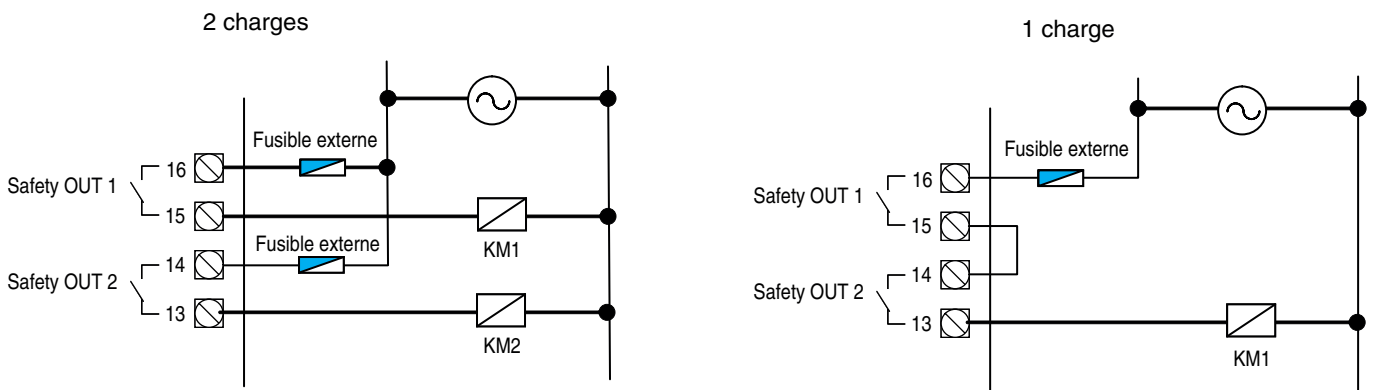 2 charges
Fusible externe
Safety OUT 1
16
15
KM1
Fusible externe
Safety OUT 2
14
13
KM2
1 charge
Fusible externe
Safety OUT 1
16
15
Safety OUT 2
14
13
KM1